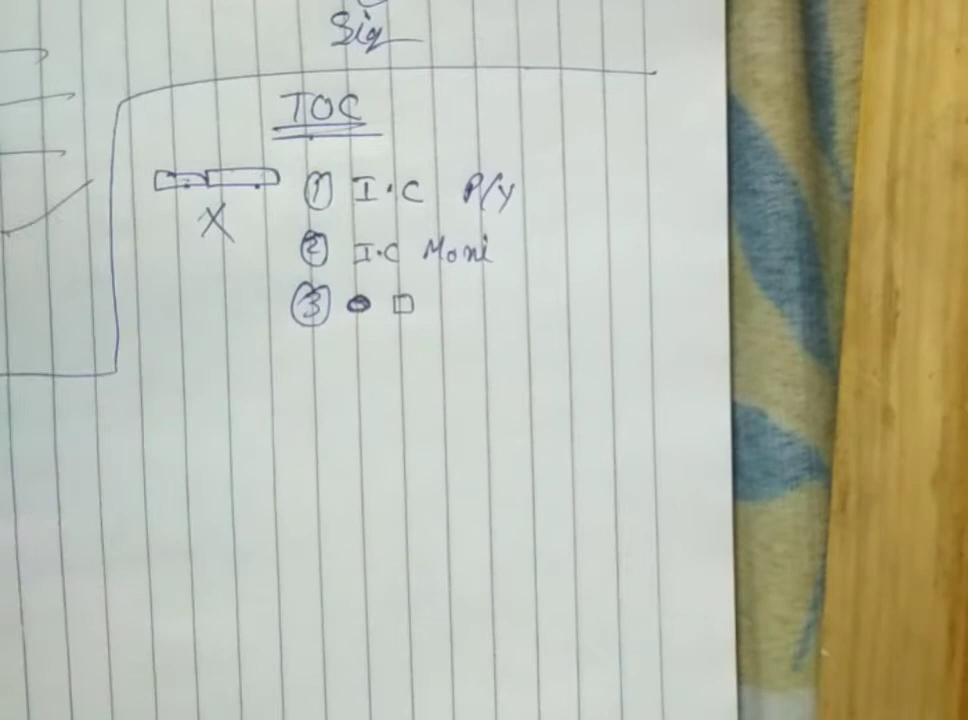 Sig
TOC
① I.C P/Y
X
② I.C Moni
③